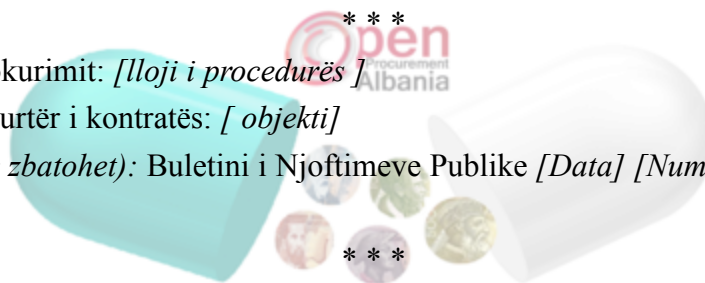 * * *
Open
Procurement
Albania
kurimit: [lloji i procedurës ]
urtër i kontratës: [ objekti]
zbatohet): Buletini i Njoftimeve Publike [Data] [Num
* * *